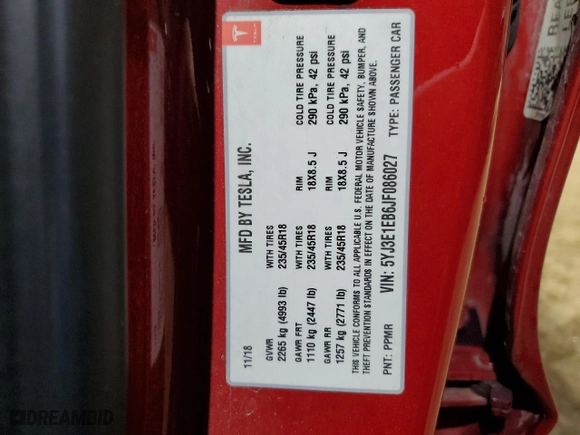 TESLA
11/18 MFD BY TESLA, INC.
GVWR WITH TIRES RIM COLD TIRE PRESSURE
2265 kg (4993 lb) 235/45R18 18X8.5 J 290 kPa, 42 psi
GAWR FRT WITH TIRES RIM COLD TIRE PRESSURE
1110 kg (2447 lb) 235/45R18 18X8.5 J 290 kPa, 42 psi
GAWR RR WITH TIRES
1257 kg (2771 lb) 235/45R18
THIS VEHICLE CONFORMS TO ALL APPLICABLE U.S. FEDERAL MOTOR VEHICLE SAFETY, BUMPER, AND
THEFT PREVENTION STANDARDS IN EFFECT ON THE DATE OF MANUFACTURE SHOWN ABOVE.
PNT: PPMR VIN: 5YJ3E1EB6JF086027 TYPE: PASSENGER CAR
REA
LEF
DREAMBID